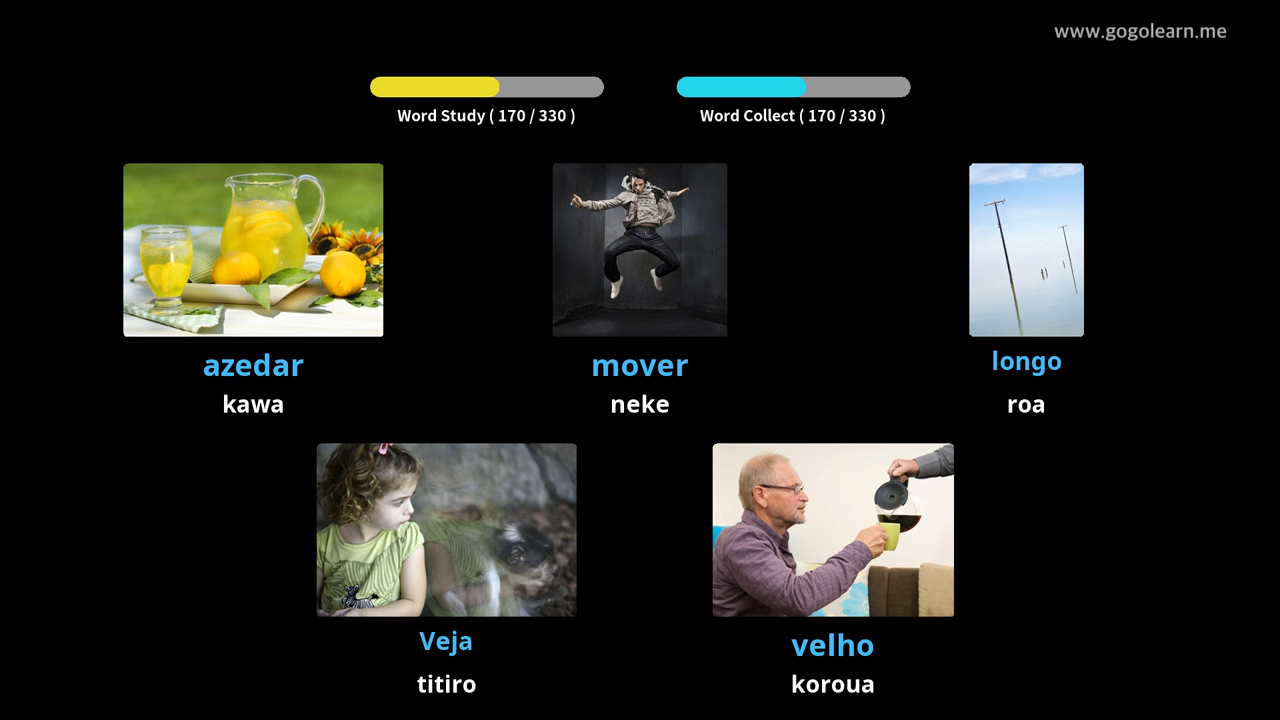 www.gogolearn.me
Word Study ( 170 / 330 )
Word Collect ( 170 / 330 )
azedar
kawa
mover
neke
longo
roa
Veja
titiro
velho
koroua